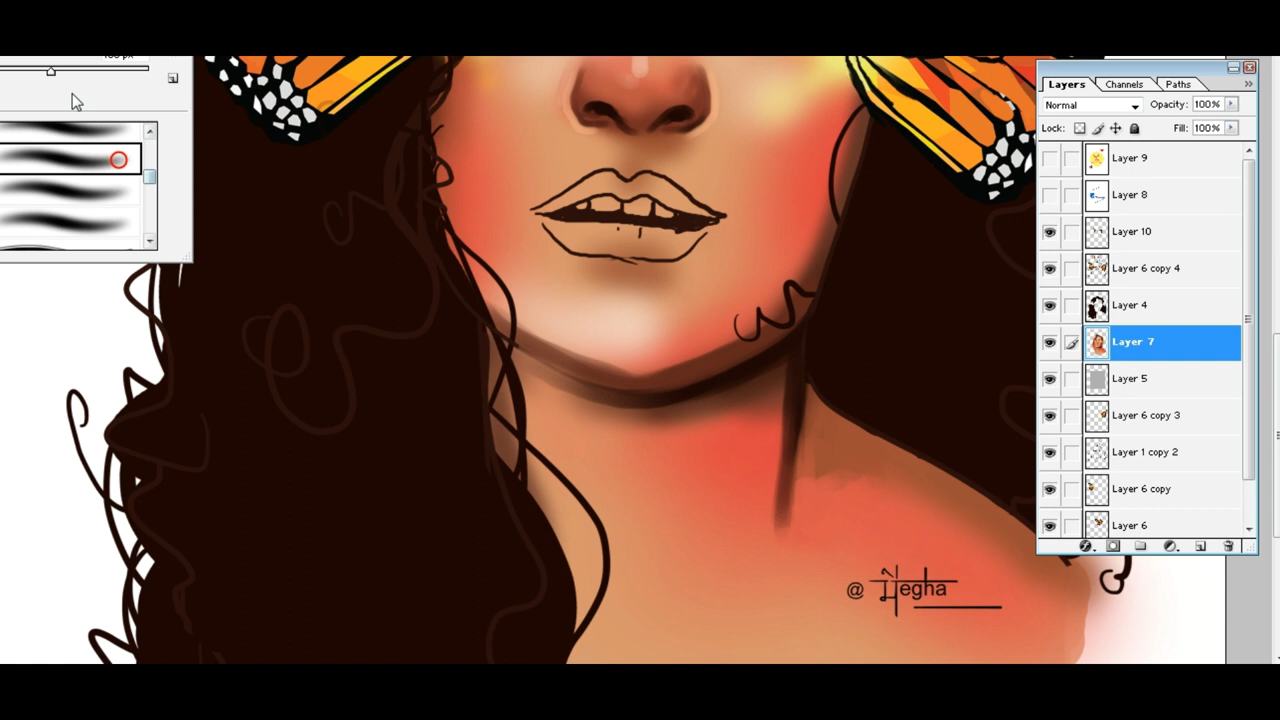 Layers Channels Paths
Normal Opacity: 100%
Lock: Fill: 100%
Layer 9
Layer 8
Layer 10
Layer 6 copy 4
Layer 4
Layer 7
Layer 5
Layer 6 copy 3
Layer 1 copy 2
Layer 6 copy
Layer 6
@ मेegha